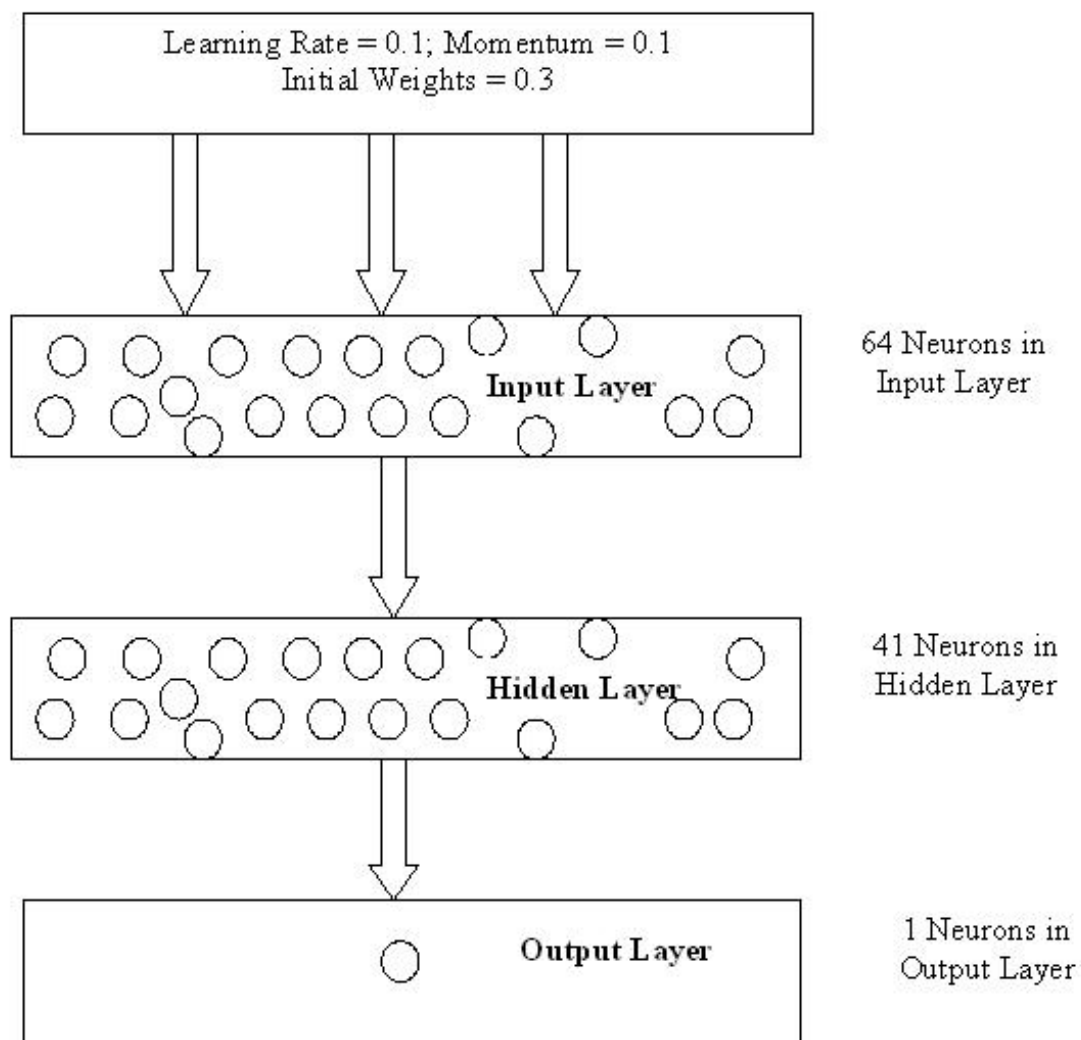 Learning Rate = 0.1; Momentum = 0.1
Initial Weights = 0.3
64 Neurons in
Input Layer
Input Layer
41 Neurons in
Hidden Layer
Hidden Layer
1 Neurons in
Output Layer
Output Layer